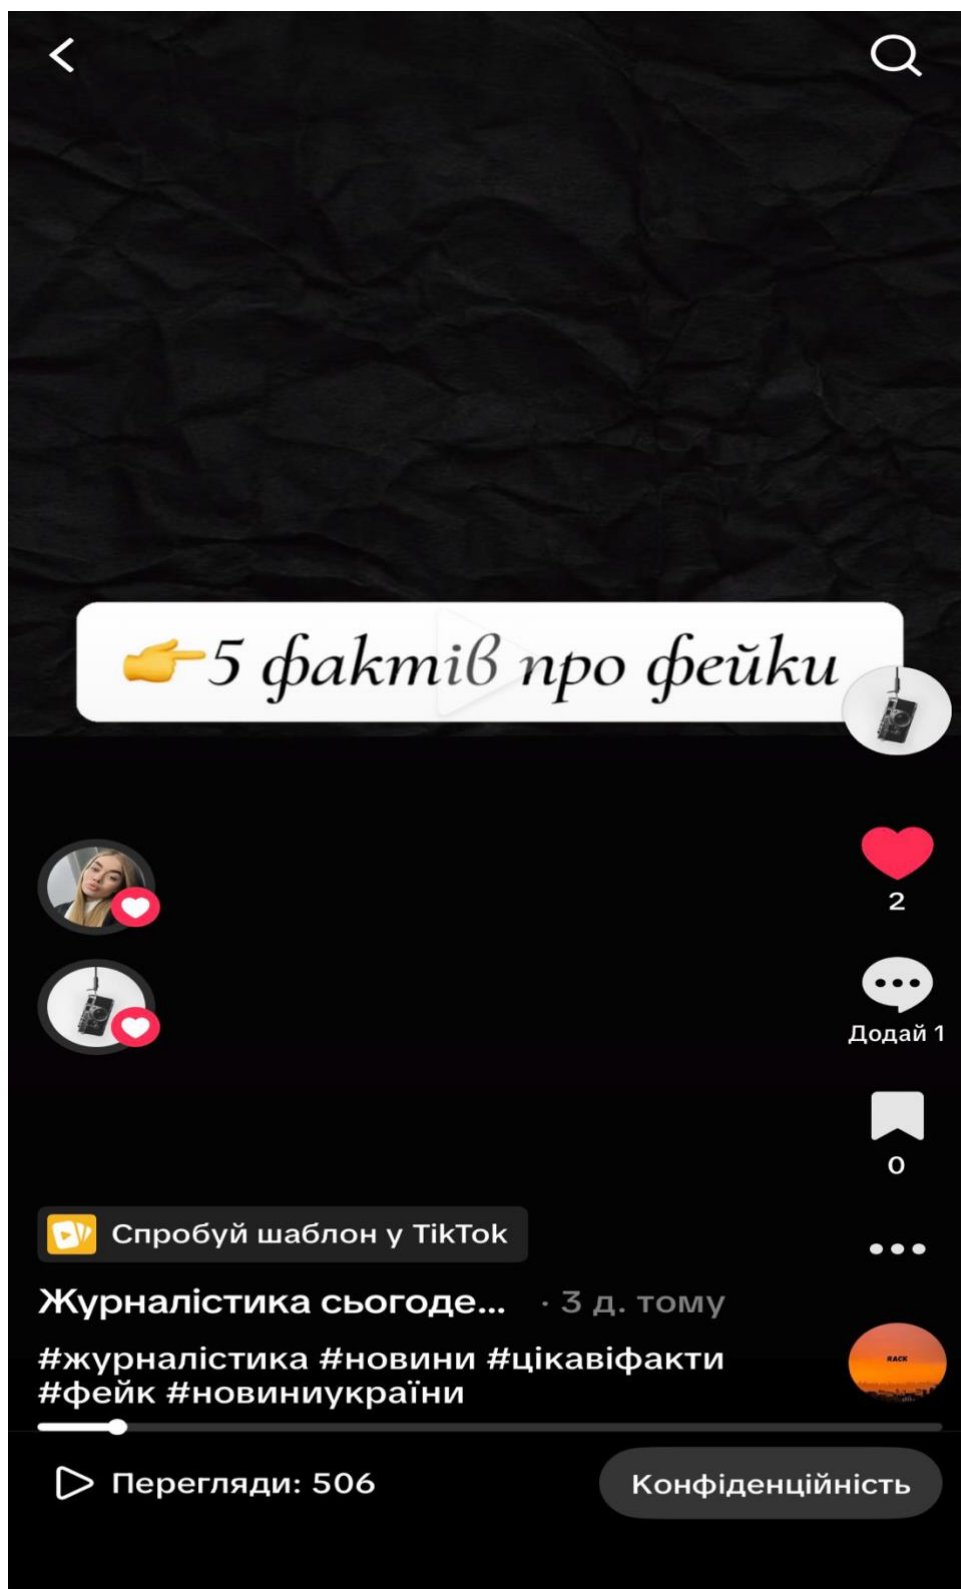 👉5 фактів про фейки
2
Додай 1
0
Спробуй шаблон у TikTok
Журналістика сьогоде... · 3 д. тому
#журналістика #новини #цікавіфакти
#фейк #новиниукраїни
ЯАСК
Перегляди: 506
Конфіденційність